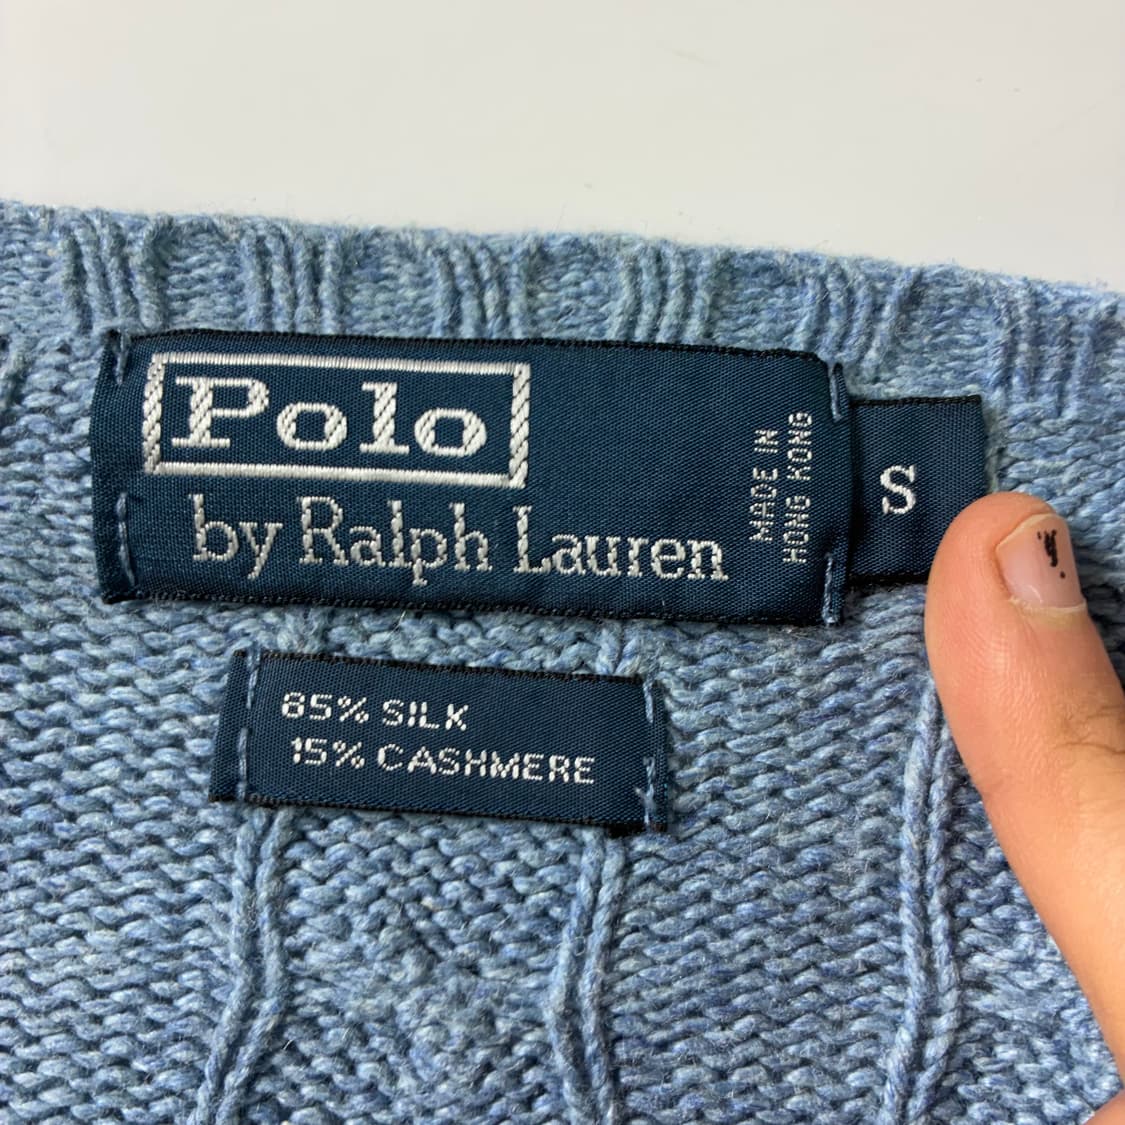 Polo
by Ralph Lauren
MADE IN
HONG KONG
S
85% SILK
15% CASHMERE